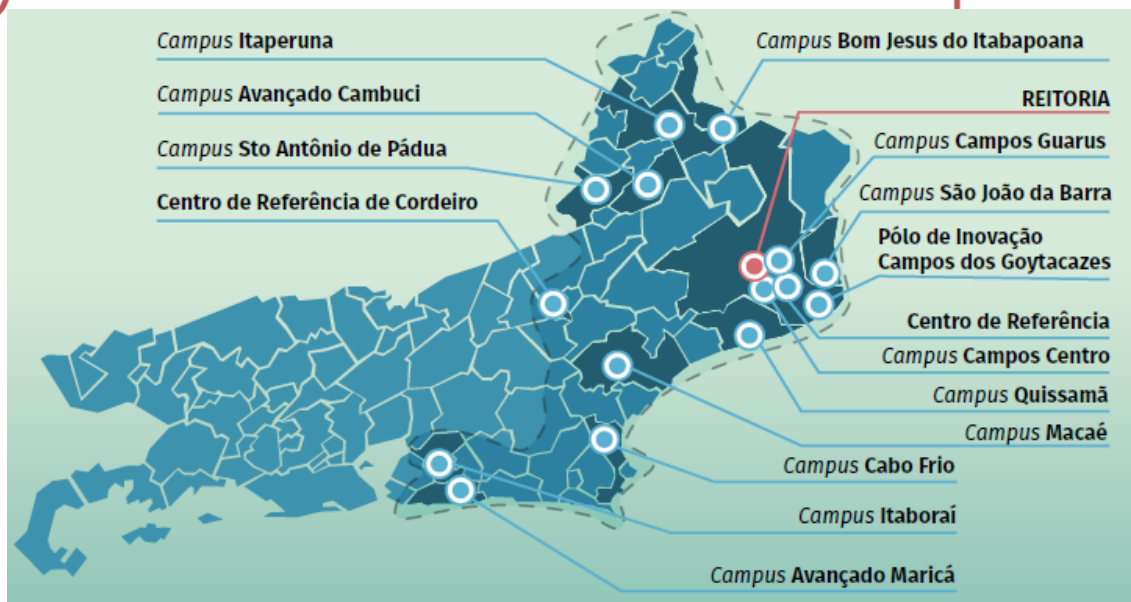 Campus Itaperuna
Campus Avançado Cambuci
Campus Sto Antônio de Pádua
Centro de Referência de Cordeiro
Campus Bom Jesus do Itabapoana
REITORIA
Campus Campos Guarus
Campus São João da Barra
Pólo de Inovação
Campos dos Goytacazes
Centro de Referência
Campus Campos Centro
Campus Quissamã
Campus Macaé
Campus Cabo Frio
Campus Itaboraí
Campus Avançado Maricá